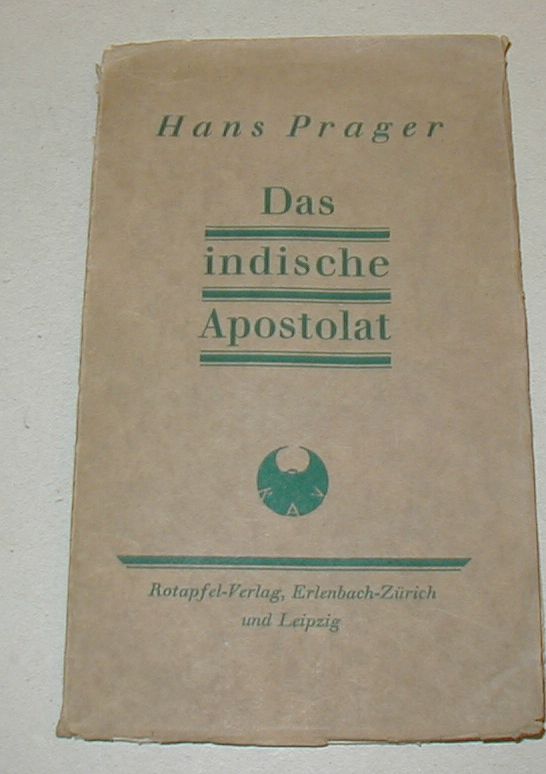 Hans Prager
Das
indische
Apostolat
R A V
Rotapfel-Verlag, Erlenbach-Zürich
und Leipzig